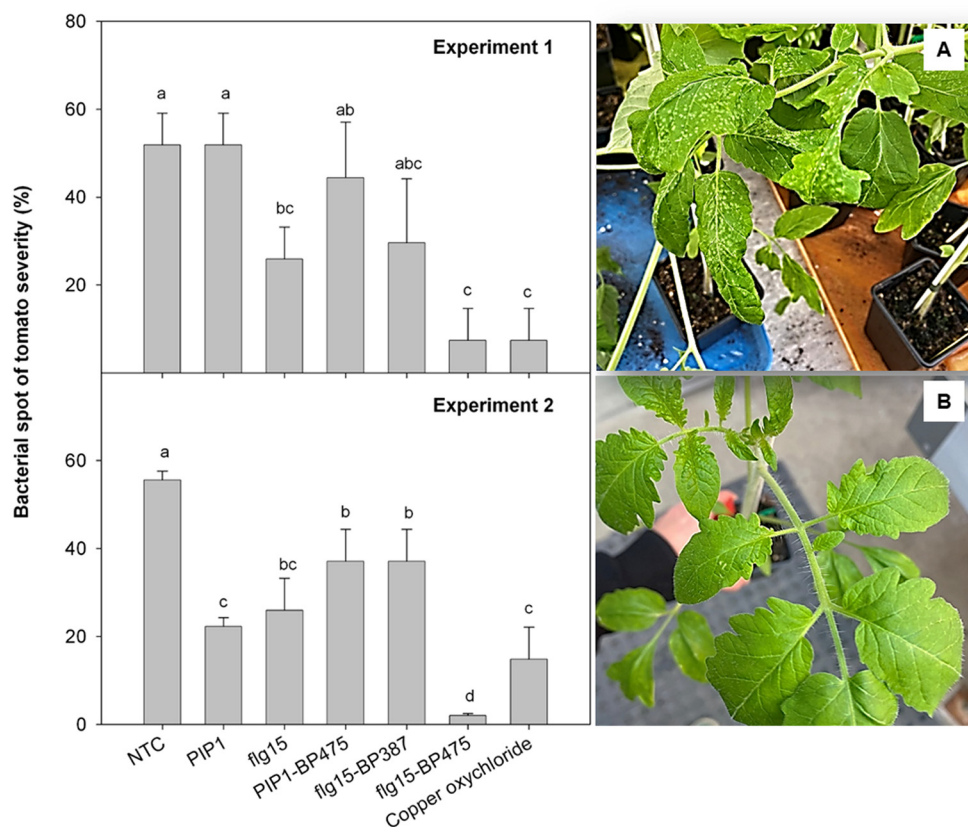 80
Experiment 1
A
a
a
ab
60
abc
bc
40
20
c
c
Bacterial spot of tomato severity (%)
Experiment 2
B
a
60
b
b
bc
40
c
c
20
d
0
NTC
PIP1
flg15
PIP1-BP475
flg15-BP387
flg15-BP475
Copper oxychloride